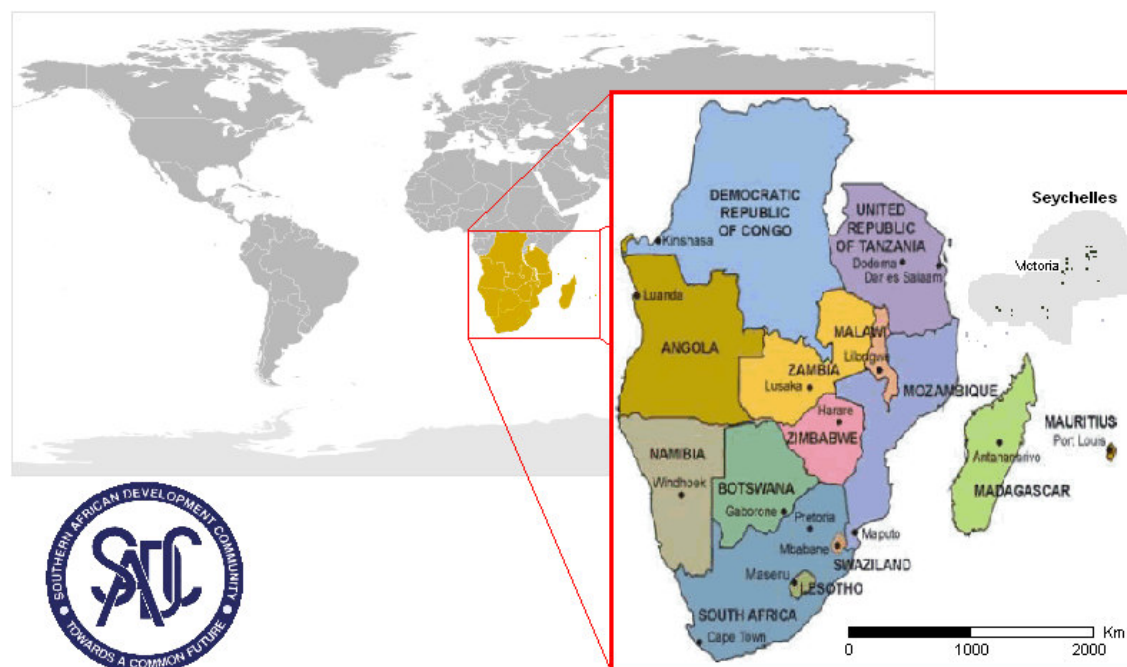 DEMOCRATIC
REPUBLIC
OF CONGO
Kinshasa
UNITED
REPUBLIC
OF TANZANIA
Dodoma
Dar es Salaam
Seychelles
Victoria
Luanda
ANGOLA
MALAWI
Lilongwe
ZAMBIA
Lusaka
MOZAMBIQUE
Harare
ZIMBABWE
MAURITIUS
Port Louis
Antananarivo
MADAGASCAR
NAMIBIA
Windhoek
BOTSWANA
Gaborone
Pretoria
Maputo
Mbabane
SWAZILAND
Maseru
LESOTHO
SOUTH AFRICA
Cape Town
Km
0 1000 2000
SOUTHERN AFRICAN DEVELOPMENT COMMUNITY
SADC
TOWARDS A COMMON FUTURE